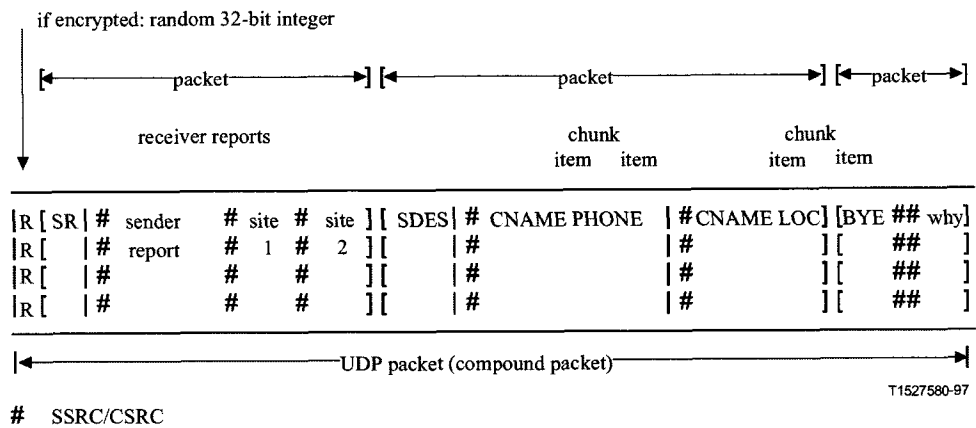 if encrypted: random 32-bit integer
[ packet ] [ packet ] [ packet ]
receiver reports chunk chunk
item item item item
|R [ SR | # sender # site # site ] [ SDES | # CNAME PHONE | # CNAME LOC ] [BYE ## why]
|R [ | # report # 1 # 2 ] [ | # | # ] [ ## ]
|R [ | # # # ] [ | # | # ] [ ## ]
|R [ | # # # ] [ | # | # ] [ ## ]
UDP packet (compound packet)
T1527580-97
# SSRC/CSRC